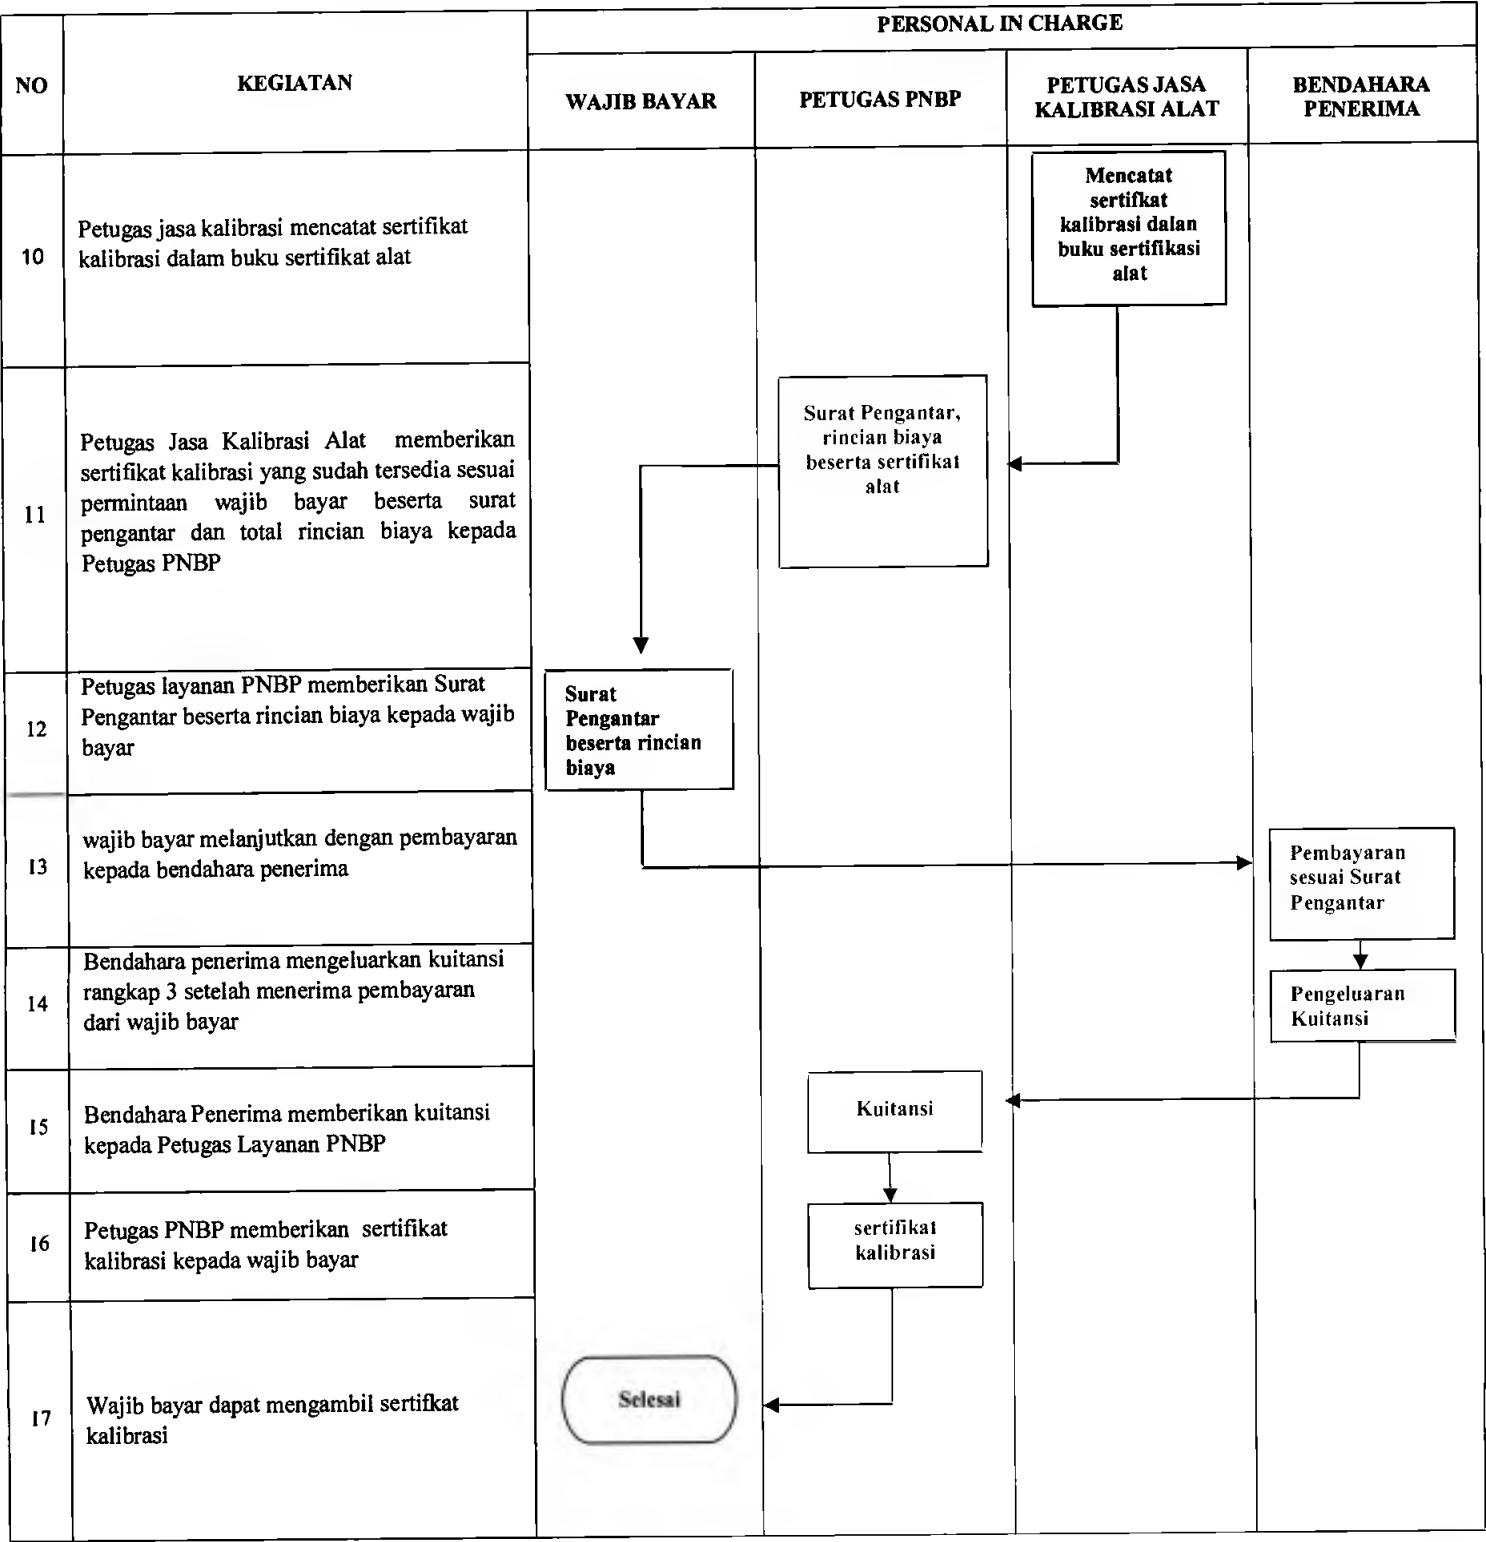 NO
KEGIATAN
PERSONAL IN CHARGE
WAJIB BAYAR
PETUGAS PNBP
PETUGAS JASA
KALIBRASI ALAT
BENDAHARA
PENERIMA
10
Petugas jasa kalibrasi mencatat sertifikat
kalibrasi dalam buku sertifikat alat
Mencatat
sertifkat
kalibrasi dalan
buku sertifikasi
alat
11
Petugas Jasa Kalibrasi Alat memberikan
sertifikat kalibrasi yang sudah tersedia sesuai
permintaan wajib bayar beserta surat
pengantar dan total rincian biaya kepada
Petugas PNBP
Surat Pengantar,
rincian biaya
beserta sertifikat
alat
12
Petugas layanan PNBP memberikan Surat
Pengantar beserta rincian biaya kepada wajib
bayar
Surat
Pengantar
beserta rincian
biaya
13
wajib bayar melanjutkan dengan pembayaran
kepada bendahara penerima
Pembayaran
sesuai Surat
Pengantar
14
Bendahara penerima mengeluarkan kuitansi
rangkap 3 setelah menerima pembayaran
dari wajib bayar
Pengeluaran
Kuitansi
15
Bendahara Penerima memberikan kuitansi
kepada Petugas Layanan PNBP
Kuitansi
16
Petugas PNBP memberikan sertifikat
kalibrasi kepada wajib bayar
sertifikat
kalibrasi
17
Wajib bayar dapat mengambil sertifkat
kalibrasi
Selesai